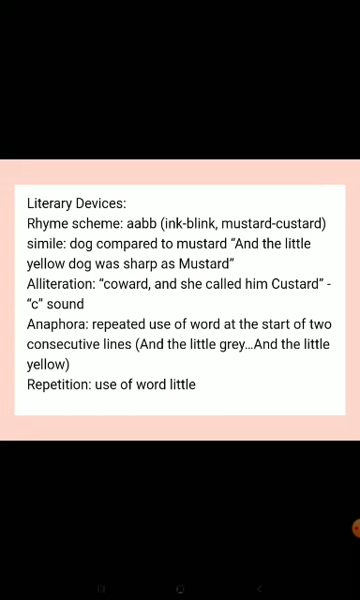 Literary Devices:
Rhyme scheme: aabb (ink-blink, mustard-custard)
simile: dog compared to mustard “And the little
yellow dog was sharp as Mustard”
Alliteration: “coward, and she called him Custard” -
“c” sound
Anaphora: repeated use of word at the start of two
consecutive lines (And the little grey…And the little
yellow)
Repetition: use of word little